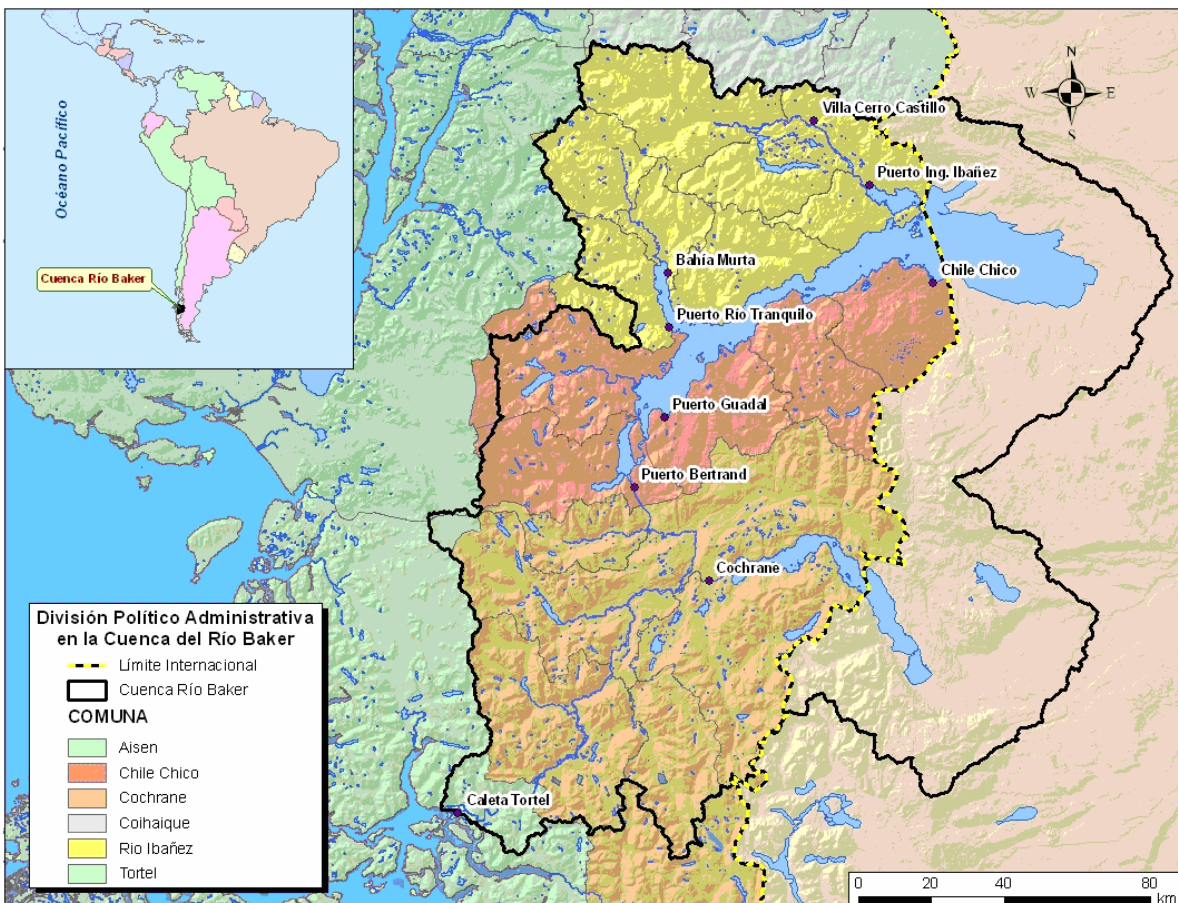 Océano Pacífico
Cuenca Río Baker
N
W
E
S
Villa Cerro Castillo
Puerto Ing. Ibañez
Bahía Murta
Chile Chico
Puerto Río Tranquilo
Puerto Guadal
Puerto Bertrand
Cochrane
Caleta Tortel
División Político Administrativa
en la Cuenca del Río Baker
Límite Internacional
Cuenca Río Baker
COMUNA
Aisen
Chile Chico
Cochrane
Coihaique
Rio Ibañez
Tortel
0 20 40 80
km